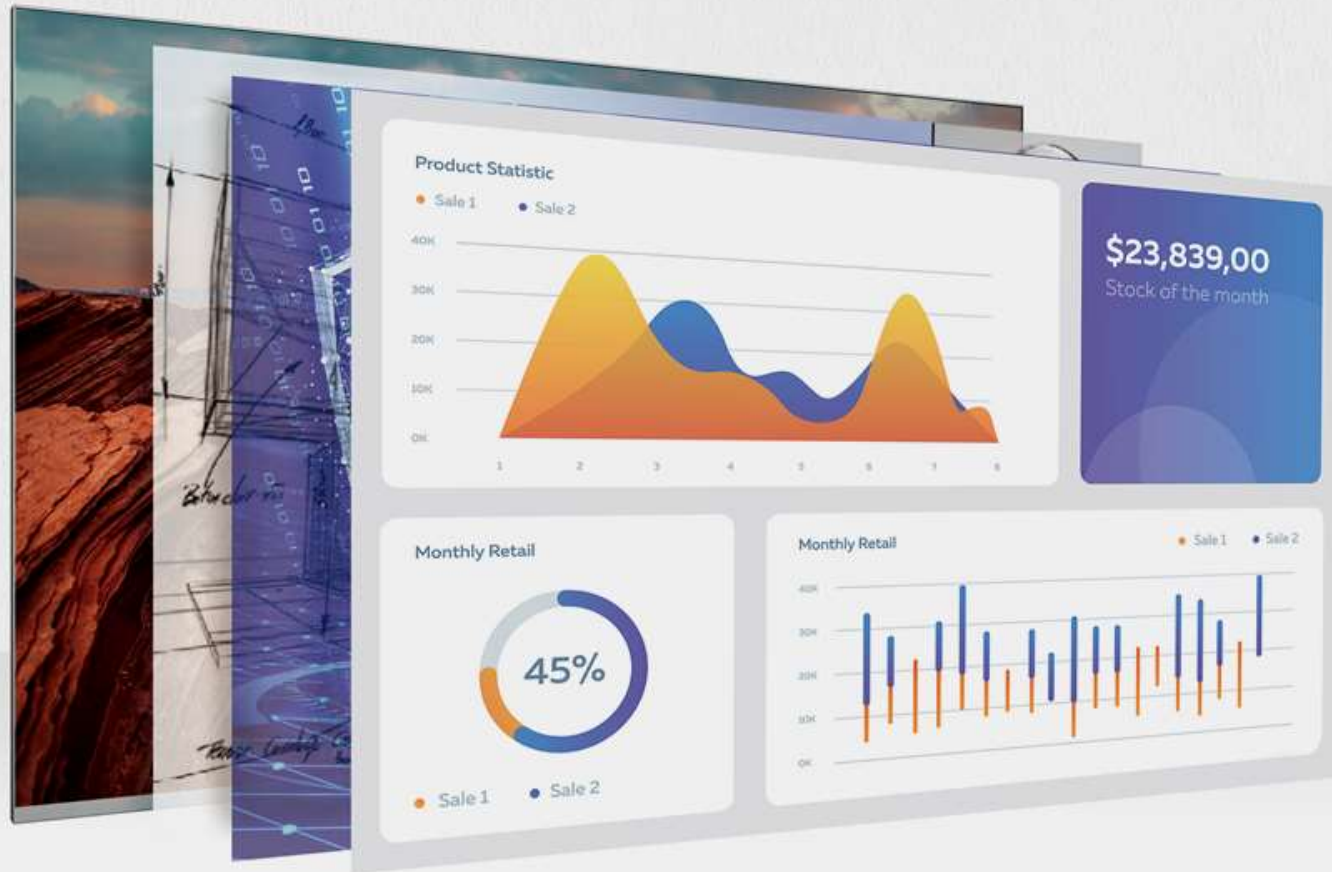 Product Statistic
Sale 1 Sale 2
40K
30K
20K
10K
0K
1 2 3 4 5 6 7 8
$23,839,00
Stock of the month
Monthly Retail
45%
Sale 1 Sale 2
Monthly Retail
Sale 1 Sale 2
40K
30K
20K
10K
0K